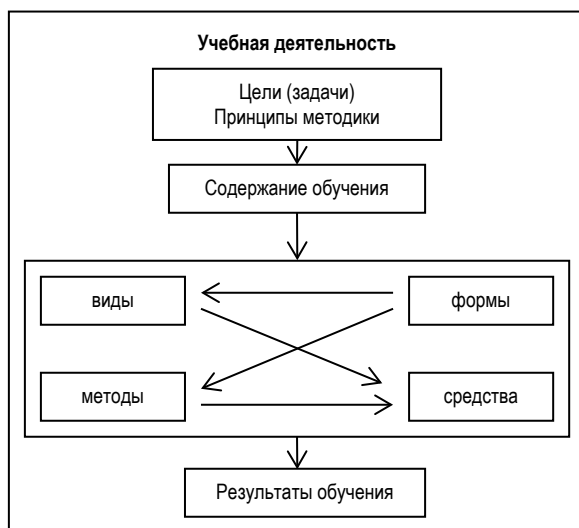 Учебная деятельность
Цели (задачи)
Принципы методики
Содержание обучения
виды
формы
методы
средства
Результаты обучения